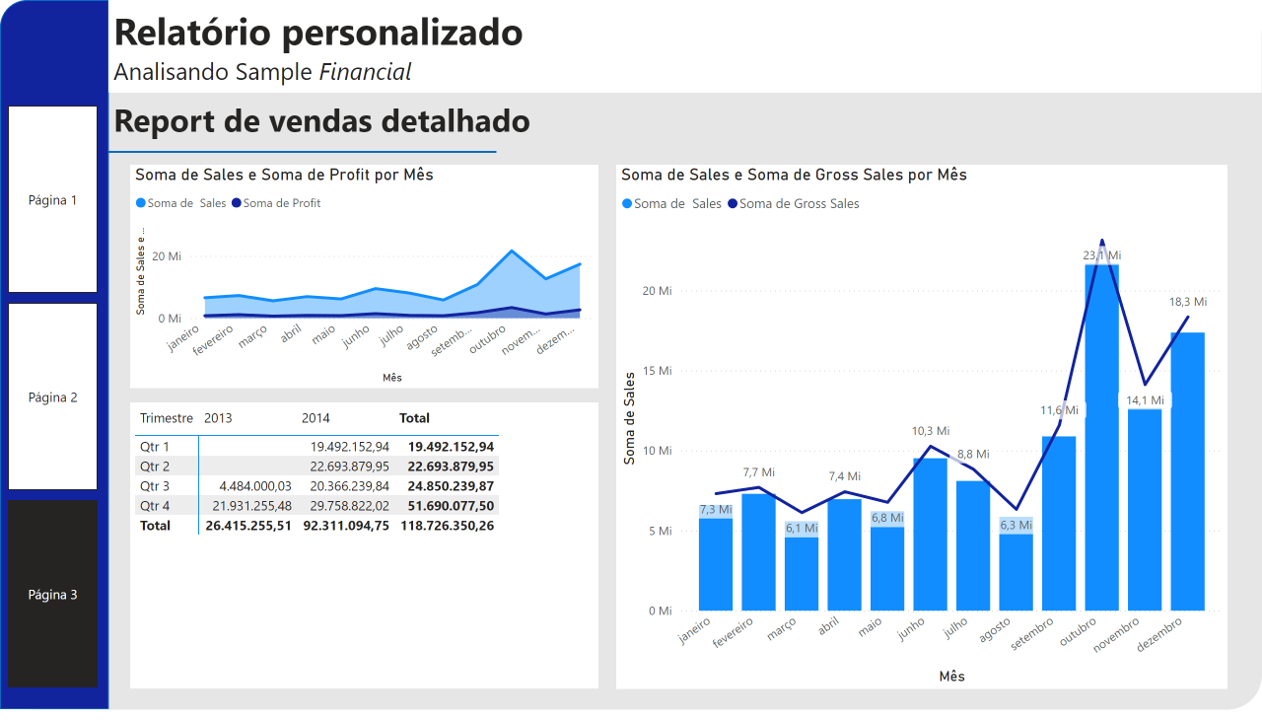 Relatório personalizado
Analisando Sample Financial
Report de vendas detalhado
Página 1
Página 2
Página 3
Soma de Sales e Soma de Profit por Mês
Soma de Sales Soma de Profit
Soma de Sales e ...
20 Mi
0 Mi
janeiro
fevereiro
março
abril
maio
junho
julho
agosto
setemb...
outubro
novem...
dezem...
Mês
Trimestre 2013 2014 Total
Qtr 1 19.492.152,94 19.492.152,94
Qtr 2 22.693.879,95 22.693.879,95
Qtr 3 4.484.000,03 20.366.239,84 24.850.239,87
Qtr 4 21.931.255,48 29.758.822,02 51.690.077,50
Total 26.415.255,51 92.311.094,75 118.726.350,26
Soma de Sales e Soma de Gross Sales por Mês
Soma de Sales Soma de Gross Sales
Soma de Sales
20 Mi
15 Mi
10 Mi
5 Mi
0 Mi
7,3 Mi
7,7 Mi
6,1 Mi
7,4 Mi
6,8 Mi
10,3 Mi
8,8 Mi
6,3 Mi
11,6 Mi
23,1 Mi
14,1 Mi
18,3 Mi
janeiro
fevereiro
março
abril
maio
junho
julho
agosto
setembro
outubro
novembro
dezembro
Mês